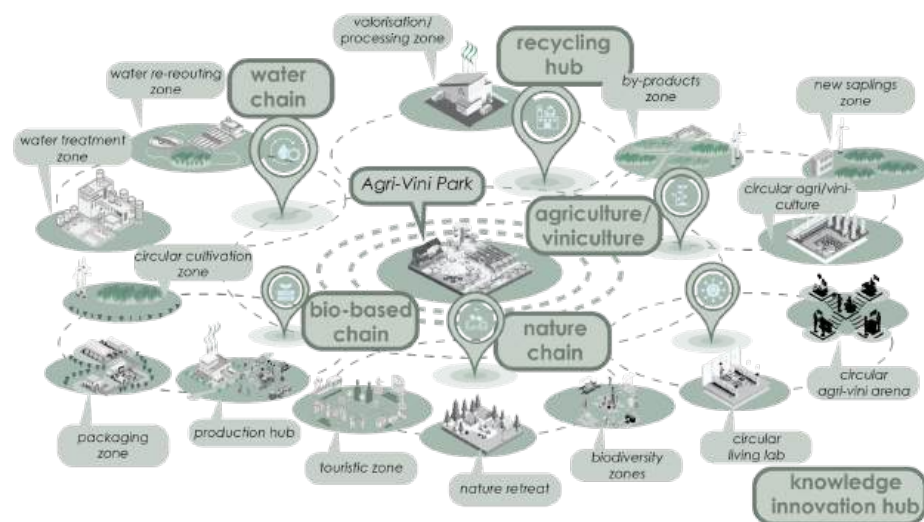 valorisation/
processing zone
recycling
hub
water re-reouting
zone
water
chain
by-products
zone
new saplings
zone
water treatment
zone
Agri-Vini Park
agriculture/
viniculture
circular agri/vini-
culture
circular cultivation
zone
bio-based
chain
nature
chain
packaging
zone
production hub
touristic zone
nature retreat
biodiversity
zones
circular
living lab
circular
agri-vini arena
knowledge
innovation hub